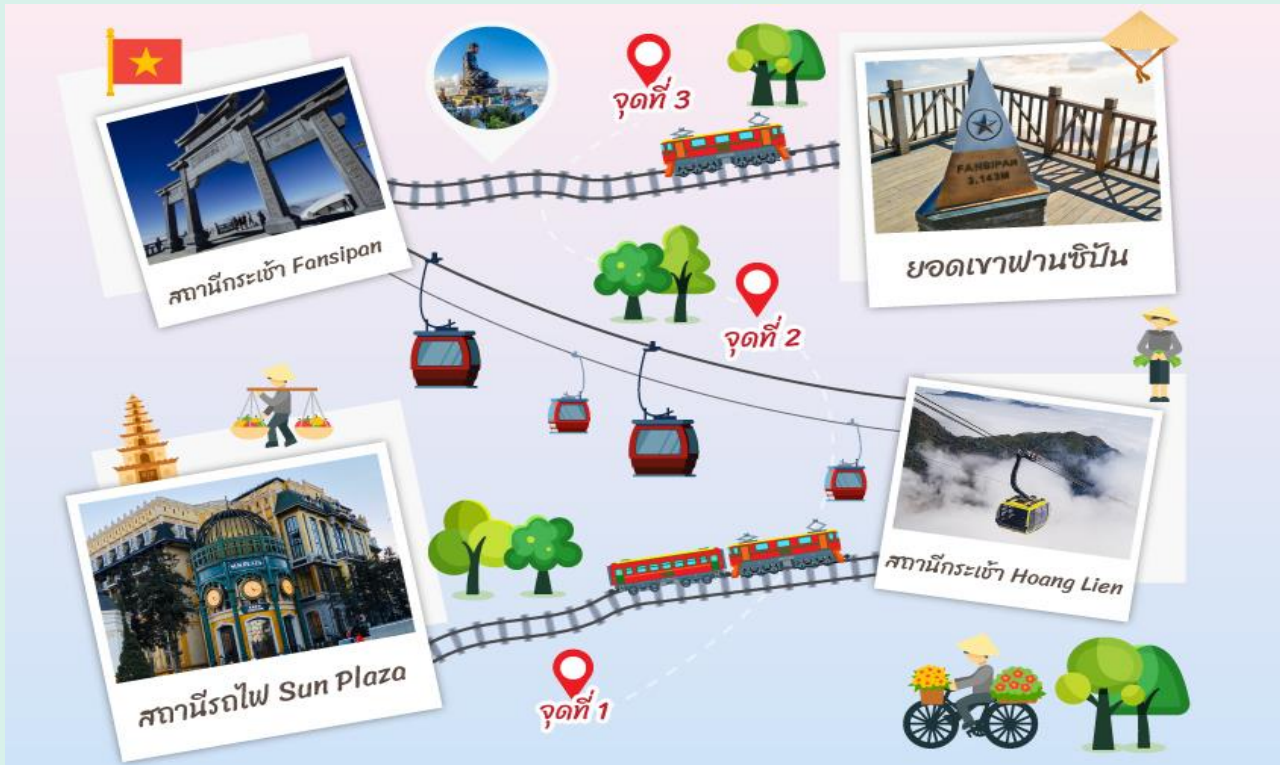 จุดที่ 3
FANSIPAN
3.143M
สถานีกระเช้า Fansipan
ยอดเขาฟานซิปัน
จุดที่ 2
SUN PLAZA
สถานีกระเช้า Hoang Lien
สถานีรถไฟ Sun Plaza
จุดที่ 1